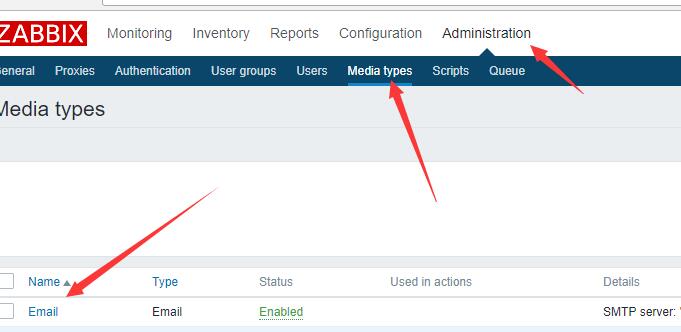 ZABBIX Monitoring Inventory Reports Configuration Administration
General Proxies Authentication User groups Users Media types Scripts Queue
Media types
Name Type Status Used in actions Details
Email Email Enabled SMTP server: